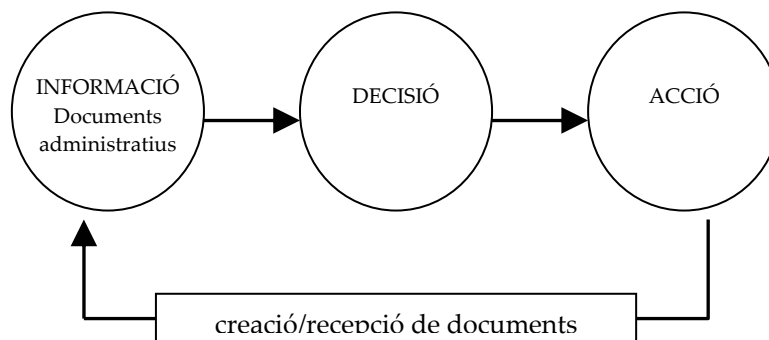 INFORMACIÓ
Documents
administratius
DECISIÓ
ACCIÓ
creació/recepció de documents